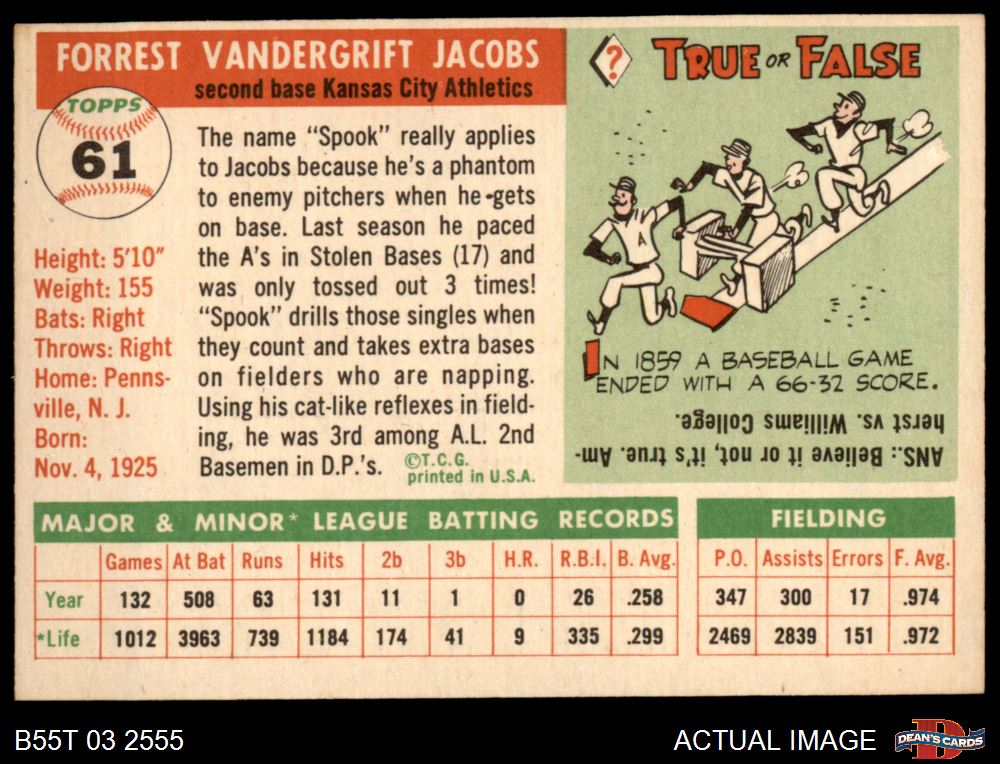 FORREST VANDERGRIFT JACOBS
second base Kansas City Athletics
TOPPS
61
Height: 5'10"
Weight: 155
Bats: Right
Throws: Right
Home: Penns-
ville, N. J.
Born:
Nov. 4, 1925
The name "Spook" really applies
to Jacobs because he's a phantom
to enemy pitchers when he gets
on base. Last season he paced
the A's in Stolen Bases (17) and
was only tossed out 3 times!
"Spook" drills those singles when
they count and takes extra bases
on fielders who are napping.
Using his cat-like reflexes in field-
ing, he was 3rd among A.L. 2nd
Basemen in D.P.'s.
©T.C.G.
printed in U.S.A.
? TRUE OR FALSE
A
IN 1859 A BASEBALL GAME
ENDED WITH A 66-32 SCORE.
ANS.: Believe it or not, it's true. Am-
herst vs. Williams College.
MAJOR & MINOR* LEAGUE BATTING RECORDS
Games At Bat Runs Hits 2b 3b H.R. R.B.I. B. Avg.
Year 132 508 63 131 11 1 0 26 .258
*Life 1012 3963 739 1184 174 41 9 335 .299
FIELDING
P.O. Assists Errors F. Avg.
347 300 17 .974
2469 2839 151 .972
B55T 03 2555
ACTUAL IMAGE
D
DEAN'S CARDS